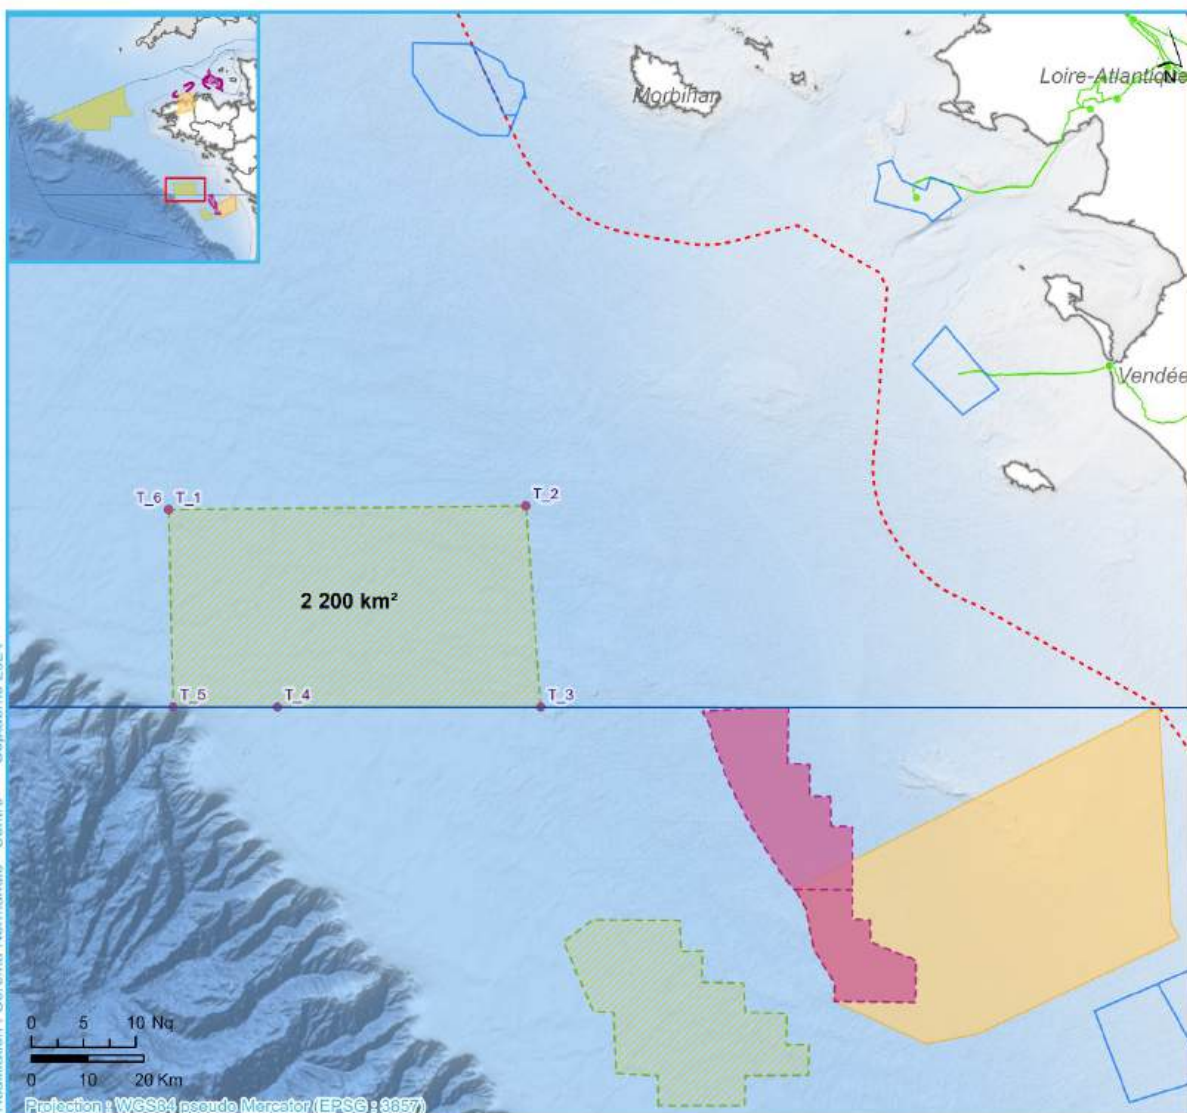 Morbihan
Loire-Atlantique
N
Vendée
T_6 T_1
T_2
2 200 km²
T_5
T_4
T_3
0 5 10 Nq
0 10 20 Km
Projection : WGS84 pseudo Mercator (EPSG : 3857)